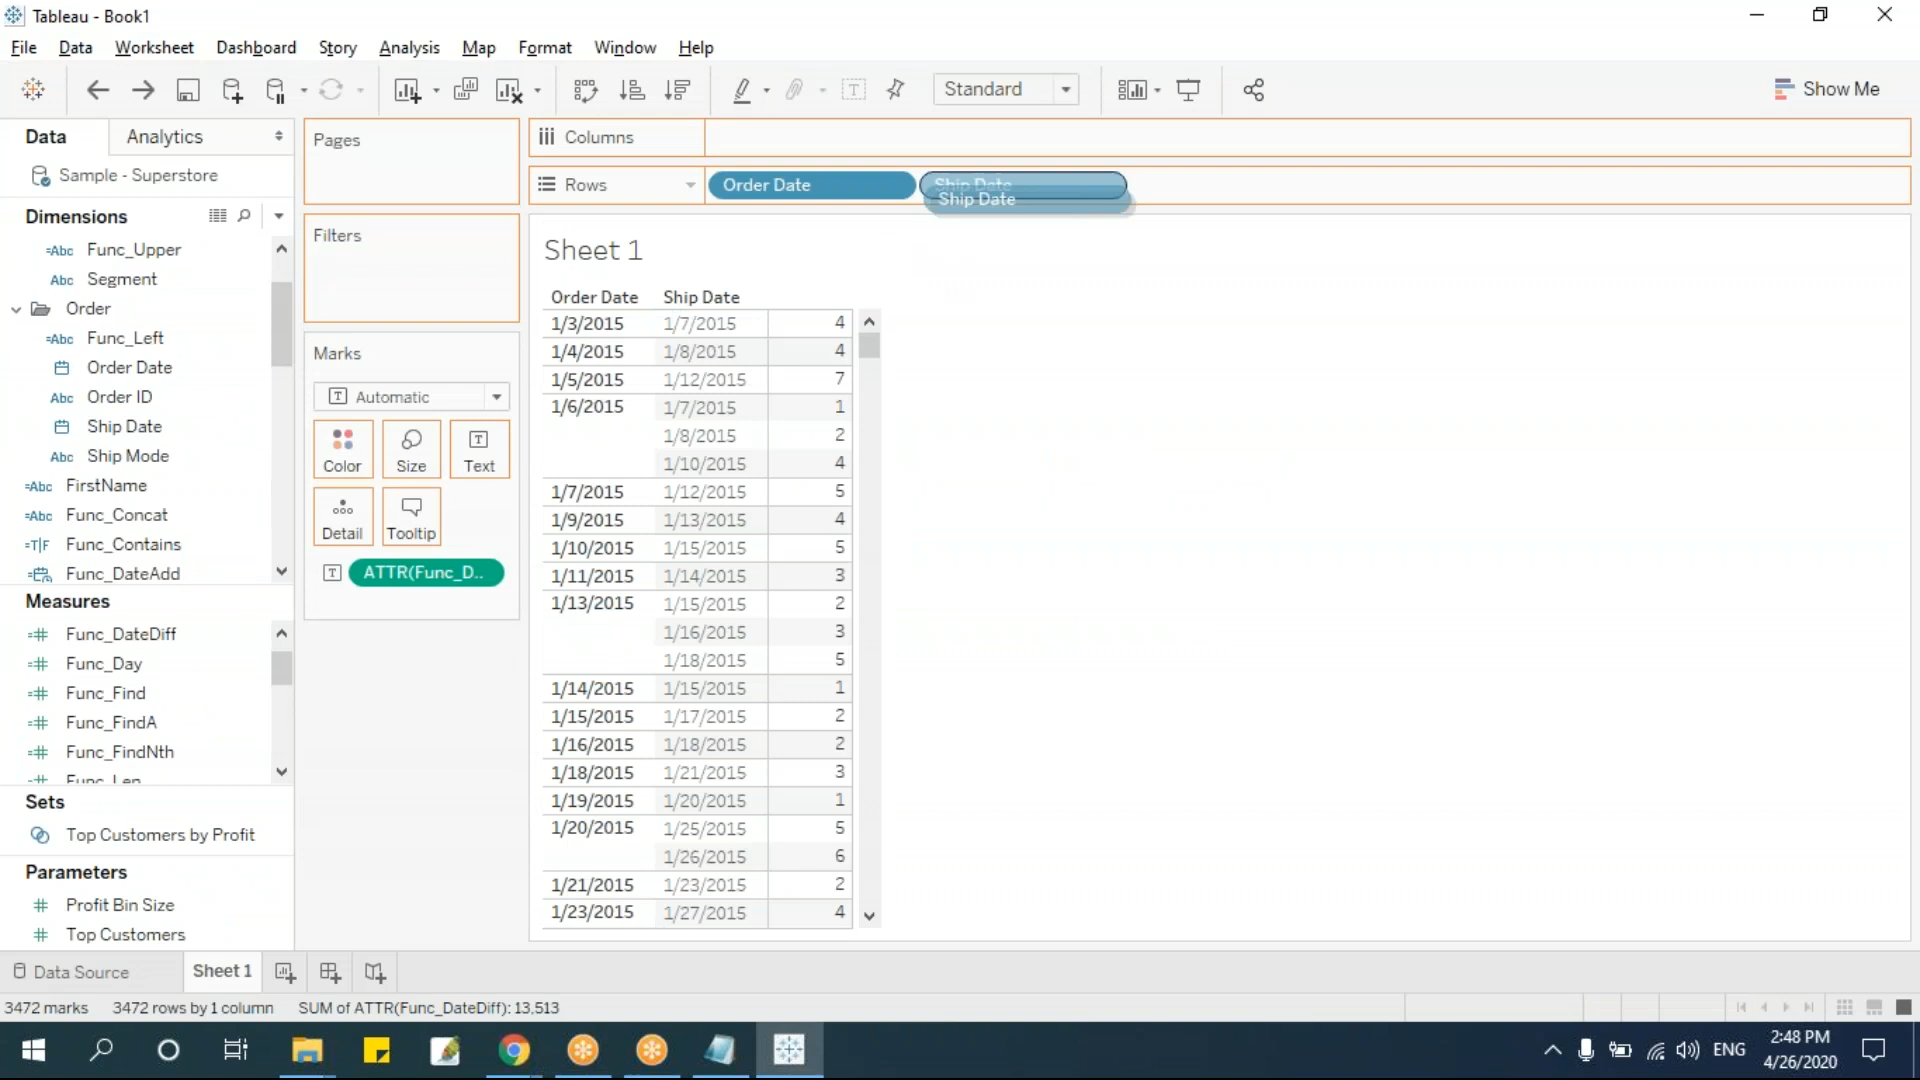 Tableau - Book1
File Data Worksheet Dashboard Story Analysis Map Format Window Help
Standard
Show Me
Data
Analytics
Pages
Columns
Sample - Superstore
Rows
Order Date
Ship Date
Ship Date
Dimensions
Filters
Func_Upper
Sheet 1
Abc Segment
Order
Order Date Ship Date
Func_Left
1/3/2015 1/7/2015 4
Order Date
Marks
1/4/2015 1/8/2015 4
Abc Order ID
Automatic
1/5/2015 1/12/2015 7
Ship Date
1/6/2015 1/7/2015 1
Abc Ship Mode
Color Size Text
1/8/2015 2
=Abc FirstName
1/10/2015 4
=Abc Func_Concat
Detail Tooltip
1/7/2015 1/12/2015 5
=T|F Func_Contains
1/9/2015 1/13/2015 4
Func_DateAdd
ATTR(Func_D..
1/10/2015 1/15/2015 5
Measures
1/11/2015 1/14/2015 3
Func_DateDiff
1/13/2015 1/15/2015 2
Func_Day
1/16/2015 3
Func_Find
1/18/2015 5
Func_FindA
1/14/2015 1/15/2015 1
Func_FindNth
1/15/2015 1/17/2015 2
Func_Len
1/16/2015 1/18/2015 2
Sets
1/18/2015 1/21/2015 3
Top Customers by Profit
1/19/2015 1/20/2015 1
Parameters
1/20/2015 1/25/2015 5
Profit Bin Size
1/26/2015 6
Top Customers
1/21/2015 1/23/2015 2
1/23/2015 1/27/2015 4
Data Source
Sheet 1
3472 marks 3472 rows by 1 column SUM of ATTR(Func_DateDiff): 13,513
ENG
2:48 PM
4/26/2020